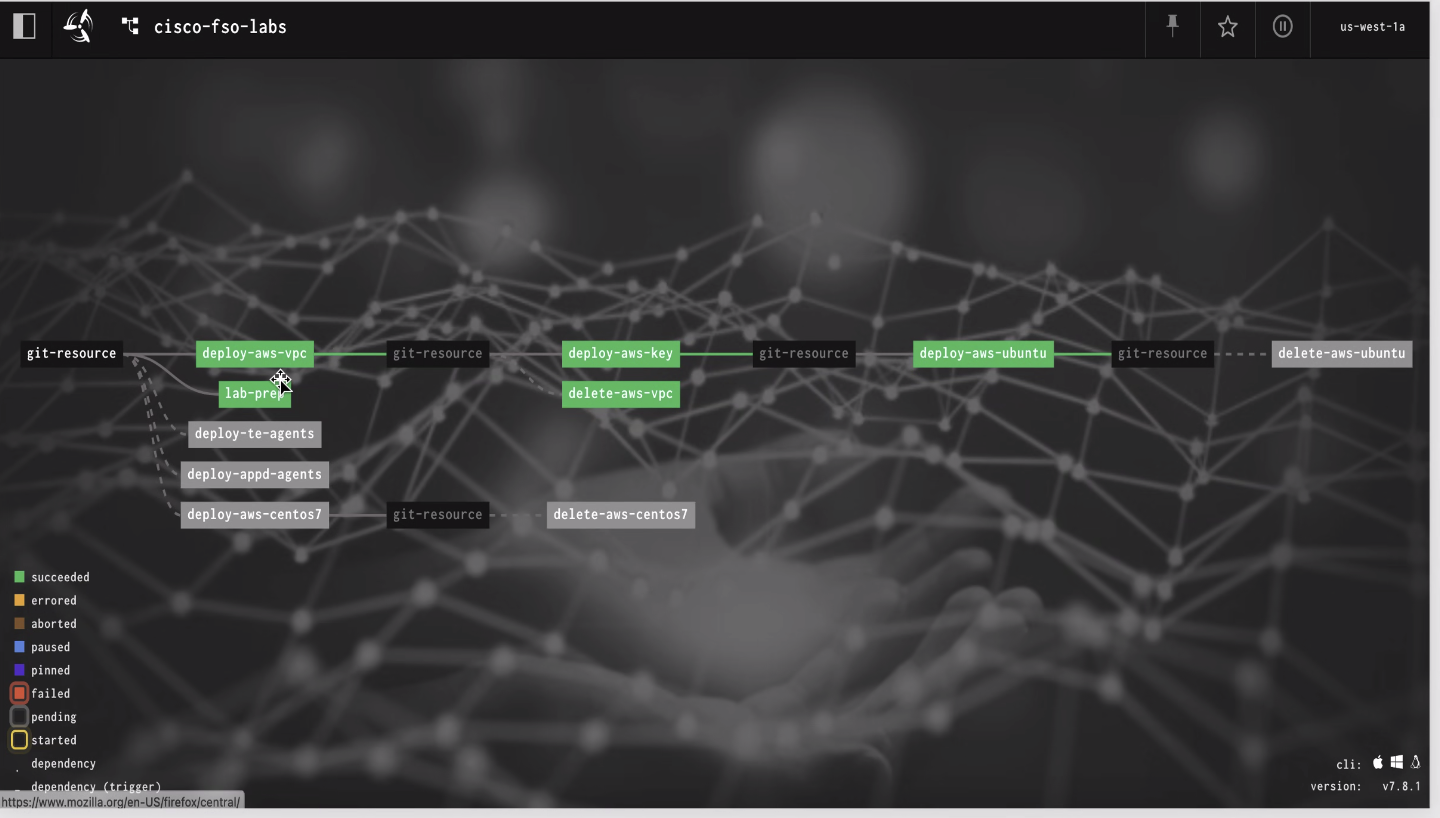 cisco-fso-labs
us-west-1a
git-resource deploy-aws-vpc git-resource deploy-aws-key git-resource deploy-aws-ubuntu git-resource delete-aws-ubuntu
lab-prep delete-aws-vpc
deploy-te-agents
deploy-appd-agents
deploy-aws-centos7 git-resource delete-aws-centos7
succeeded
errored
aborted
paused
pinned
failed
pending
started
dependency
dependency (trigger)
cli:
version: v7.8.1
https://www.mozilla.org/en-US/firefox/central/